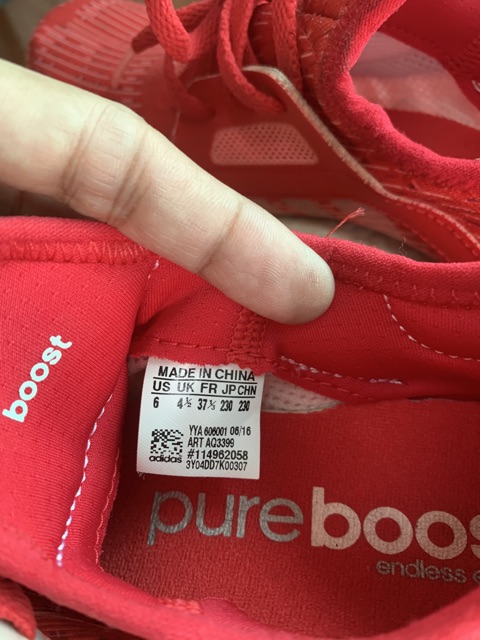 boost
MADE IN CHINA
US UK FR JP CHN
6 4½ 37⅓ 230 230
YYA 606001 06/16
ART AQ3399
#114962058
3Y04DD7K00307
adidas
pureboos
endless e